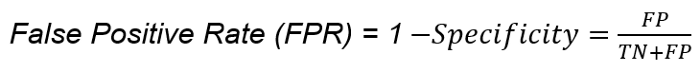 False Positive Rate (FPR) = 1 −Specificity = FP / TN+FP